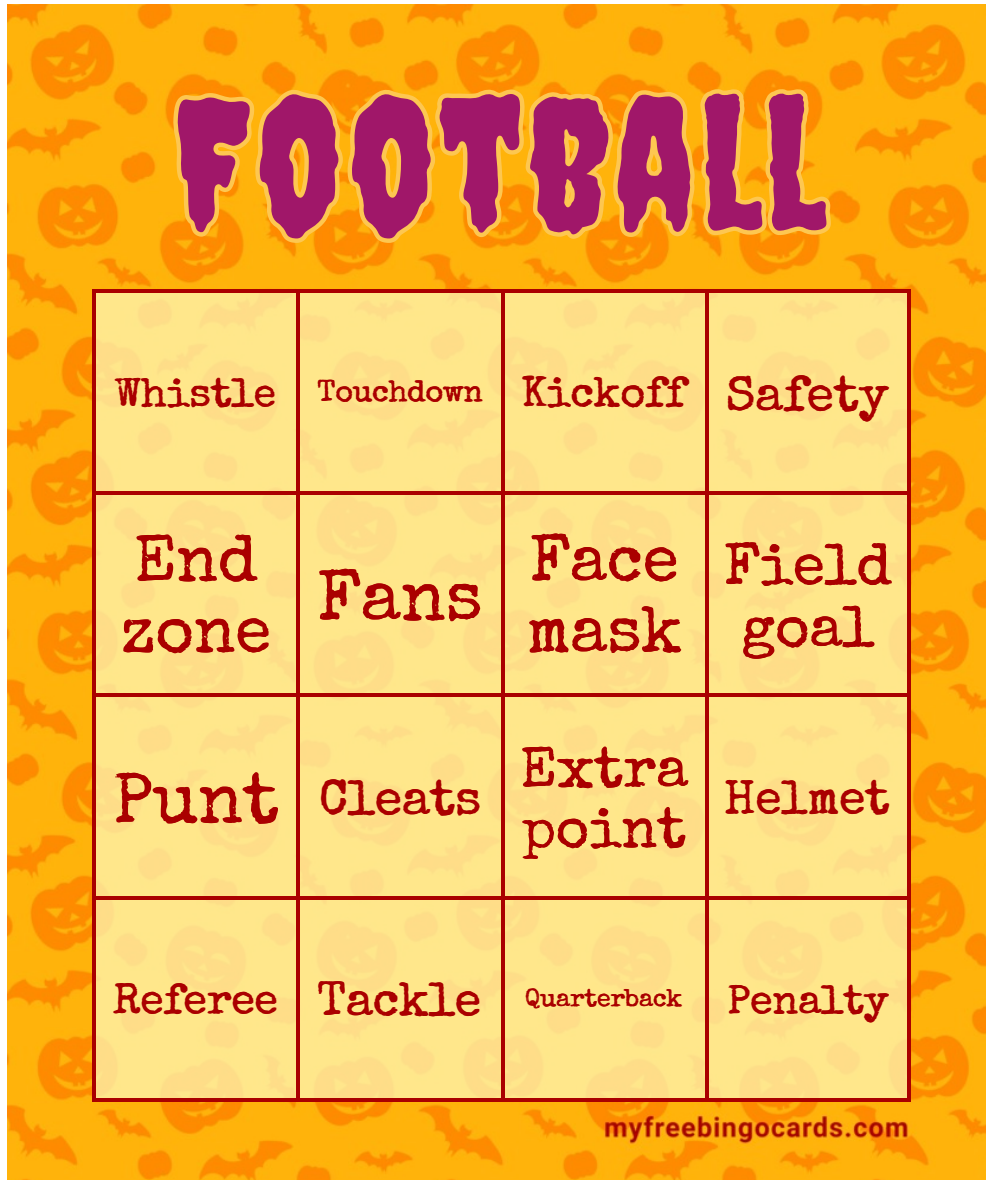 FOOTBALL
Whistle Touchdown Kickoff Safety
End zone Fans Face mask Field goal
Punt Cleats Extra point Helmet
Referee Tackle Quarterback Penalty
myfreebingocards.com